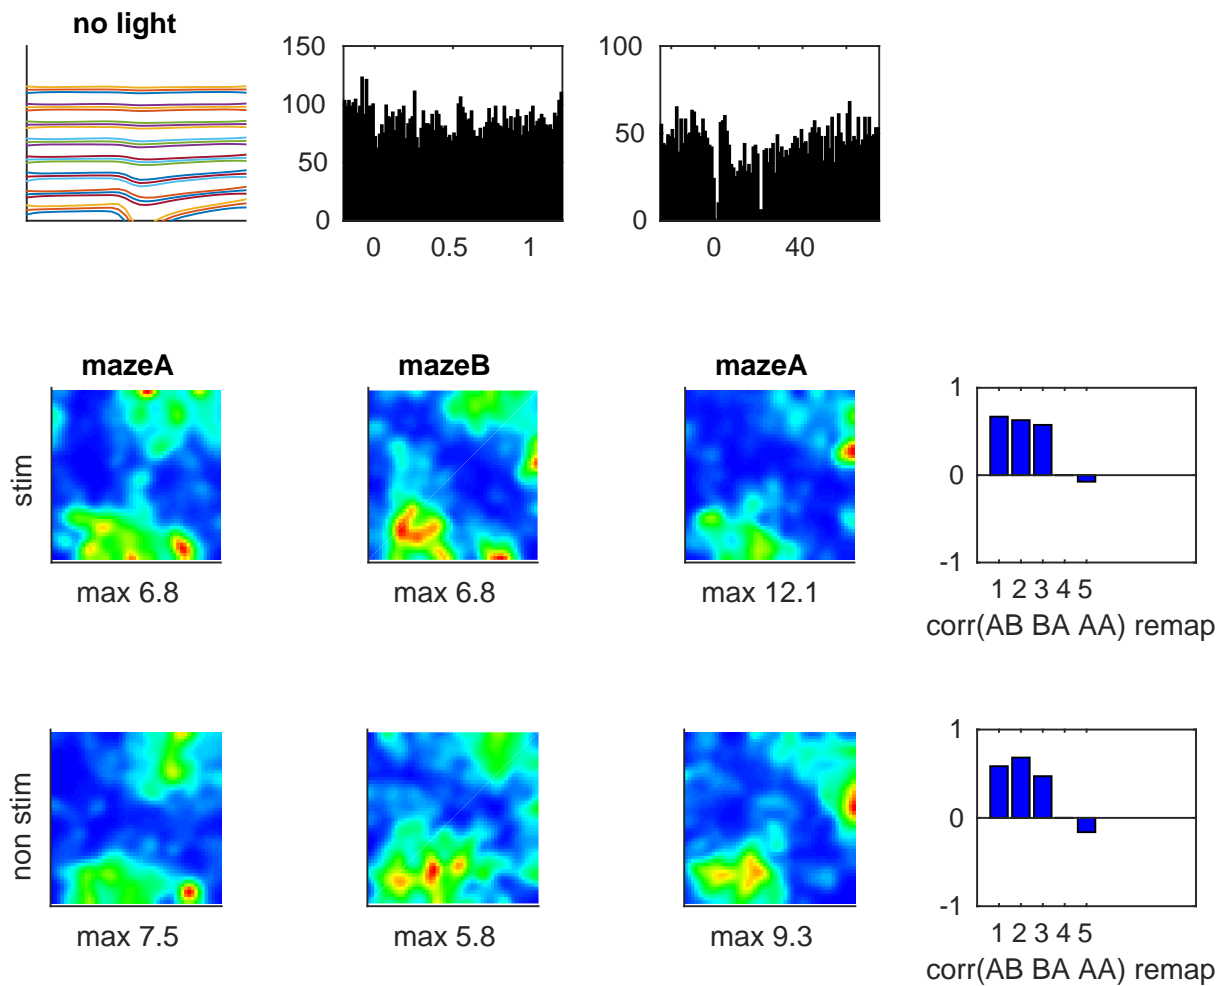 no light
150
100
50
0
0 0.5 1
100
50
0
0 40
mazeA mazeB mazeA
stim
max 6.8 max 6.8 max 12.1
1
0
-1
1 2 3 4 5
corr(AB BA AA) remap
non stim
max 7.5 max 5.8 max 9.3
1
0
-1
1 2 3 4 5
corr(AB BA AA) remap